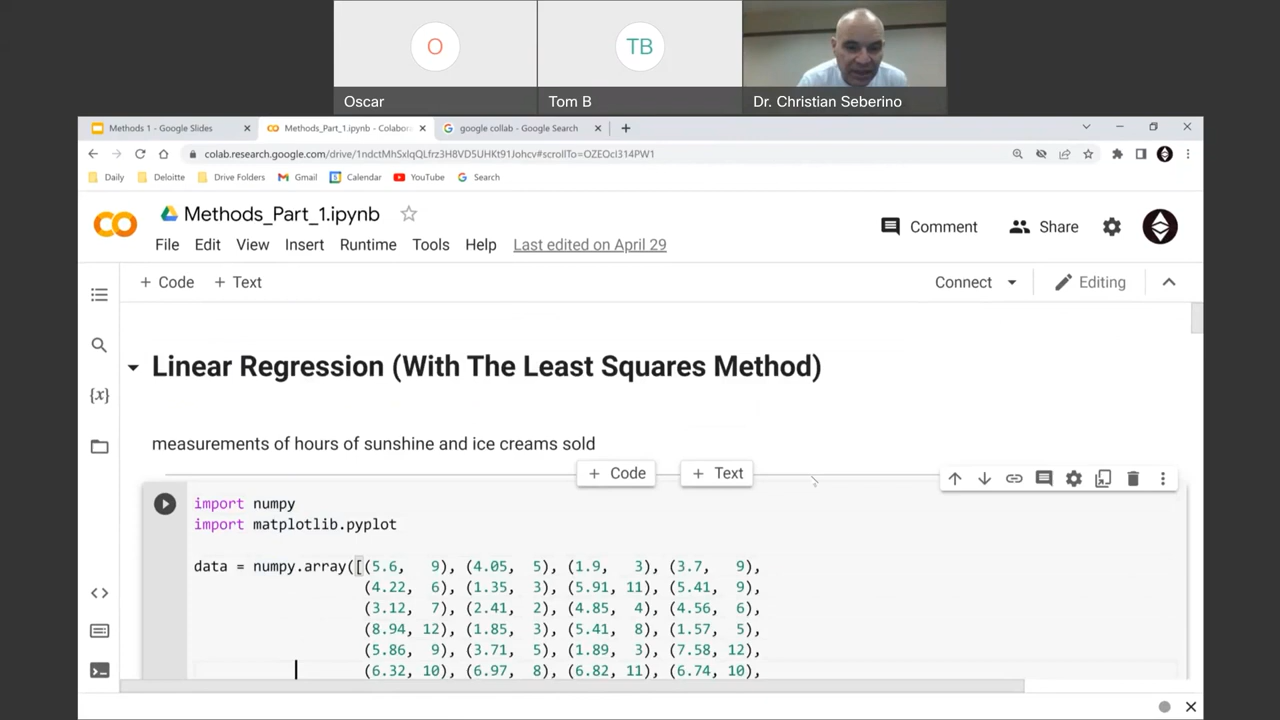 O
TB
Oscar
Tom B
Dr. Christian Seberino
Methods 1 - Google Slides
Methods_Part_1.ipynb - Colabora
google collab - Google Search
colab.research.google.com/drive/1ndctMhSxlqQLfrz3H8VD5UHKt91Johcv#scrollTo=OZEOcI314PW1
Daily
Deloitte
Drive Folders
Gmail
Calendar
YouTube
Search
CO
Methods_Part_1.ipynb
Comment
Share
File Edit View Insert Runtime Tools Help Last edited on April 29
+ Code + Text
Connect
Editing
Linear Regression (With The Least Squares Method)
measurements of hours of sunshine and ice creams sold
+ Code
+ Text
{x}
import numpy
import matplotlib.pyplot
data = numpy.array([(5.6, 9), (4.05, 5), (1.9, 3), (3.7, 9),
(4.22, 6), (1.35, 3), (5.91, 11), (5.41, 9),
(3.12, 7), (2.41, 2), (4.85, 4), (4.56, 6),
(8.94, 12), (1.85, 3), (5.41, 8), (1.57, 5),
(5.86, 9), (3.71, 5), (1.89, 3), (7.58, 12),
(6.32, 10), (6.97, 8), (6.82, 11), (6.74, 10),